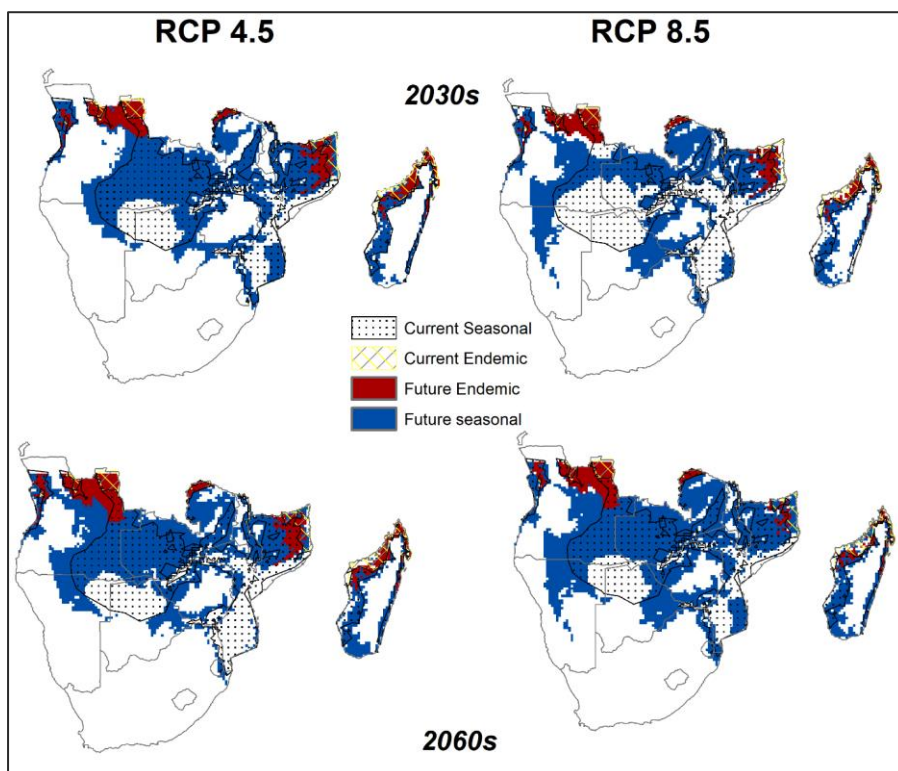 RCP 4.5
RCP 8.5
2030s
Current Seasonal
Current Endemic
Future Endemic
Future seasonal
2060s